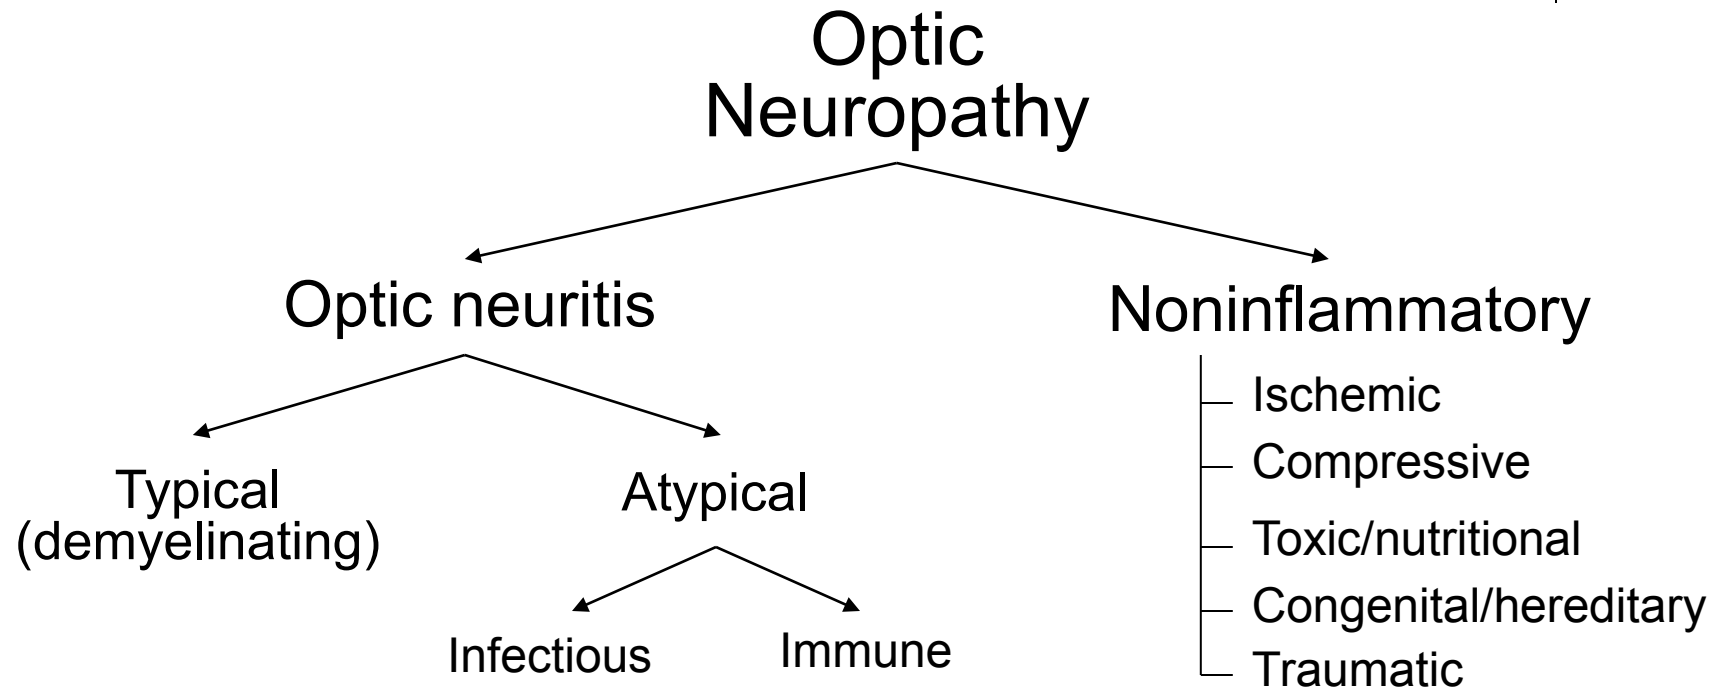 Optic
Neuropathy
Optic neuritis
Noninflammatory
Typical
(demyelinating)
Atypical
Infectious
Immune
Ischemic
Compressive
Toxic/nutritional
Congenital/hereditary
Traumatic